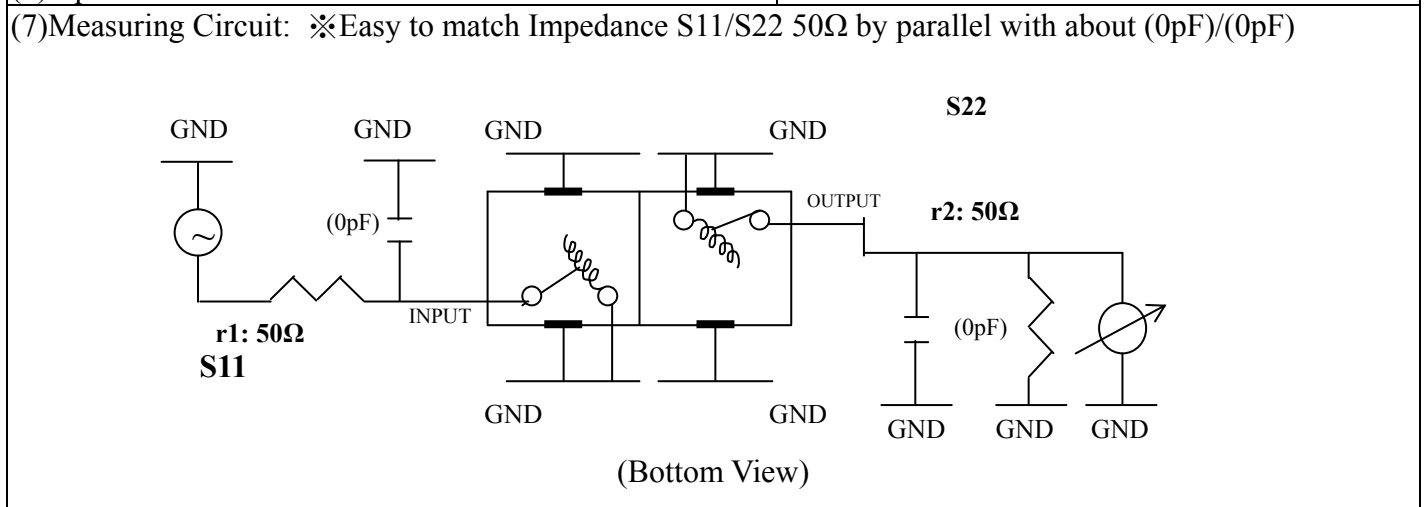 (7)Measuring Circuit: ※Easy to match Impedance S11/S22 50Ω by parallel with about (0pF)/(0pF)
S22
GND GND GND GND
(0pF)
OUTPUT
r2: 50Ω
~
INPUT
(0pF)
r1: 50Ω
S11
GND GND
GND GND GND
(Bottom View)